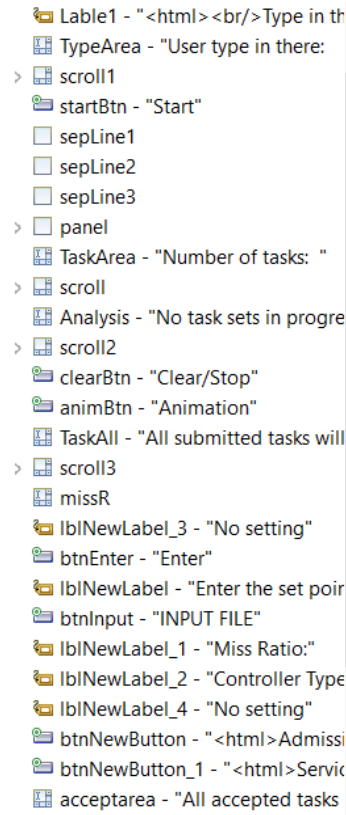 Lable1 - "<html><br/>Type in th
TypeArea - "User type in there:
scroll1
startBtn - "Start"
sepLine1
sepLine2
sepLine3
panel
TaskArea - "Number of tasks:  "
scroll
Analysis - "No task sets in progre
scroll2
clearBtn - "Clear/Stop"
animBtn - "Animation"
TaskAll - "All submitted tasks will
scroll3
missR
lblNewLabel_3 - "No setting"
btnEnter - "Enter"
lblNewLabel - "Enter the set poin
btnInput - "INPUT FILE"
lblNewLabel_1 - "Miss Ratio:"
lblNewLabel_2 - "Controller Type
lblNewLabel_4 - "No setting"
btnNewButton - "<html>Admissi
btnNewButton_1 - "<html>Servic
acceptarea - "All accepted tasks